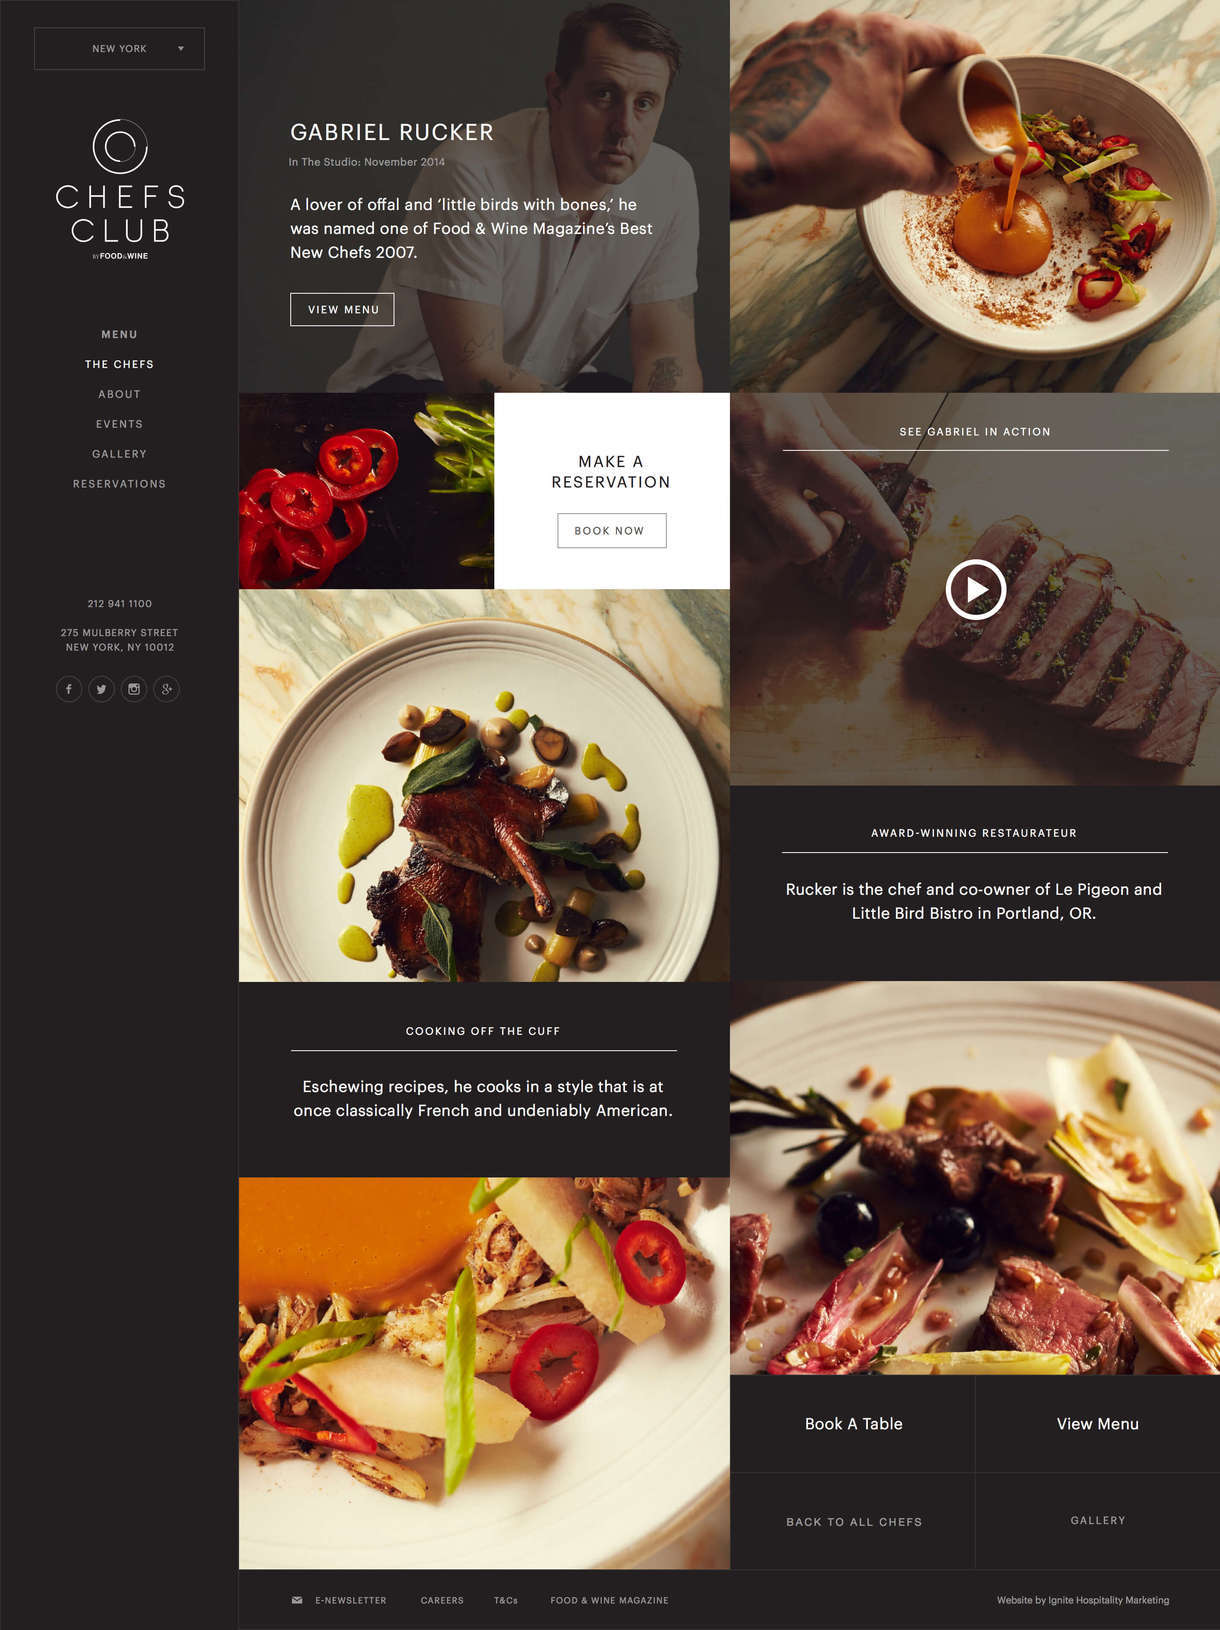 NEW YORK
CHEFS
CLUB
BY FOOD & WINE
MENU
THE CHEFS
ABOUT
EVENTS
GALLERY
RESERVATIONS
212 941 1100
275 MULBERRY STREET
NEW YORK, NY 10012
GABRIEL RUCKER
In The Studio: November 2014
A lover of offal and ‘little birds with bones,’ he
was named one of Food & Wine Magazine’s Best
New Chefs 2007.
VIEW MENU
MAKE A
RESERVATION
BOOK NOW
SEE GABRIEL IN ACTION
AWARD-WINNING RESTAURATEUR
Rucker is the chef and co-owner of Le Pigeon and
Little Bird Bistro in Portland, OR.
COOKING OFF THE CUFF
Eschewing recipes, he cooks in a style that is at
once classically French and undeniably American.
Book A Table
View Menu
BACK TO ALL CHEFS
GALLERY
E-NEWSLETTER
CAREERS
T&Cs
FOOD & WINE MAGAZINE
Website by Ignite Hospitality Marketing